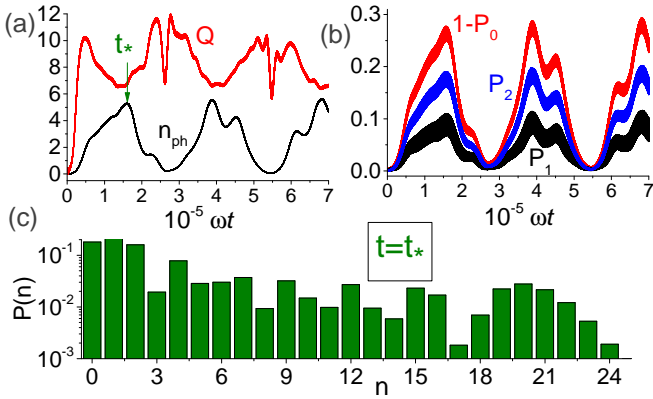 (a)
12
10
8
6
4
2
0
t*
Q
n_ph
0 1 2 3 4 5 6 7
10^-5 ωt
(b)
0.3
0.2
0.1
0.0
1-P_0
P_2
P_1
0 1 2 3 4 5 6 7
10^-5 ωt
(c)
P(n)
10^-1
10^-2
10^-3
t=t*
0 3 6 9 12 15 18 21 24
n